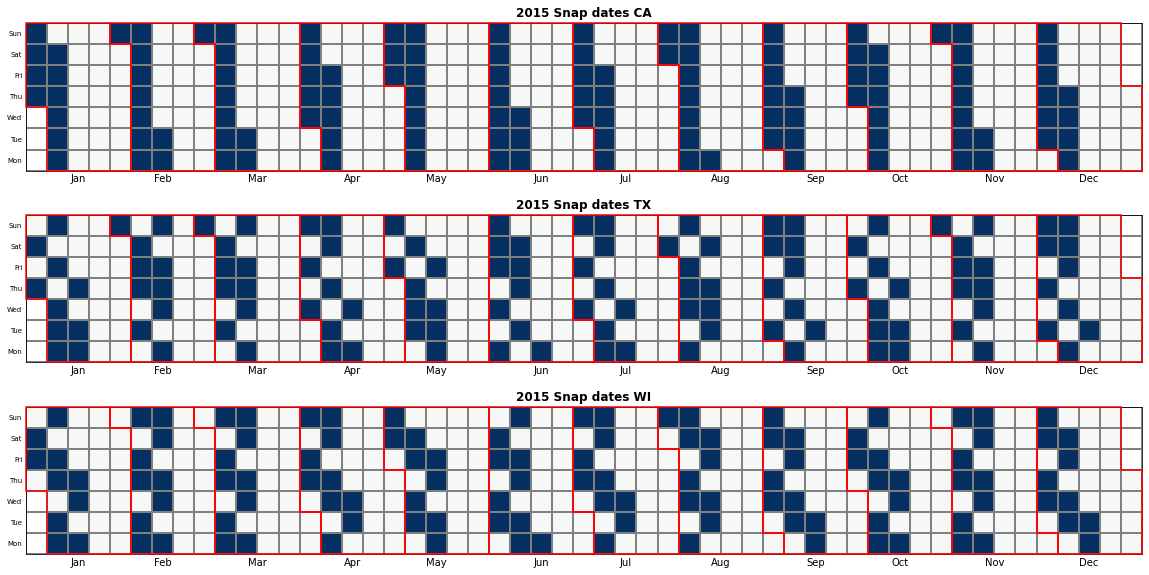 2015 Snap dates CA
Sun
Sat
Fri
Thu
Wed
Tue
Mon
Jan Feb Mar Apr May Jun Jul Aug Sep Oct Nov Dec
2015 Snap dates TX
Sun
Sat
Fri
Thu
Wed
Tue
Mon
Jan Feb Mar Apr May Jun Jul Aug Sep Oct Nov Dec
2015 Snap dates WI
Sun
Sat
Fri
Thu
Wed
Tue
Mon
Jan Feb Mar Apr May Jun Jul Aug Sep Oct Nov Dec